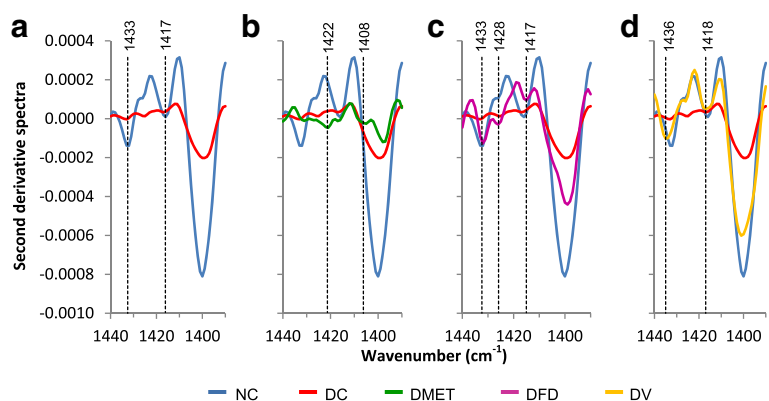 a b c d
1433 1417 1422 1408 1433 1428 1417 1436 1418
Second derivative spectra
0.0004
0.0002
0.0000
-0.0002
-0.0004
-0.0006
-0.0008
-0.0010
1440 1420 1400 1440 1420 1400 1440 1420 1400 1440 1420 1400
Wavenumber (cm⁻¹)
NC DC DMET DFD DV